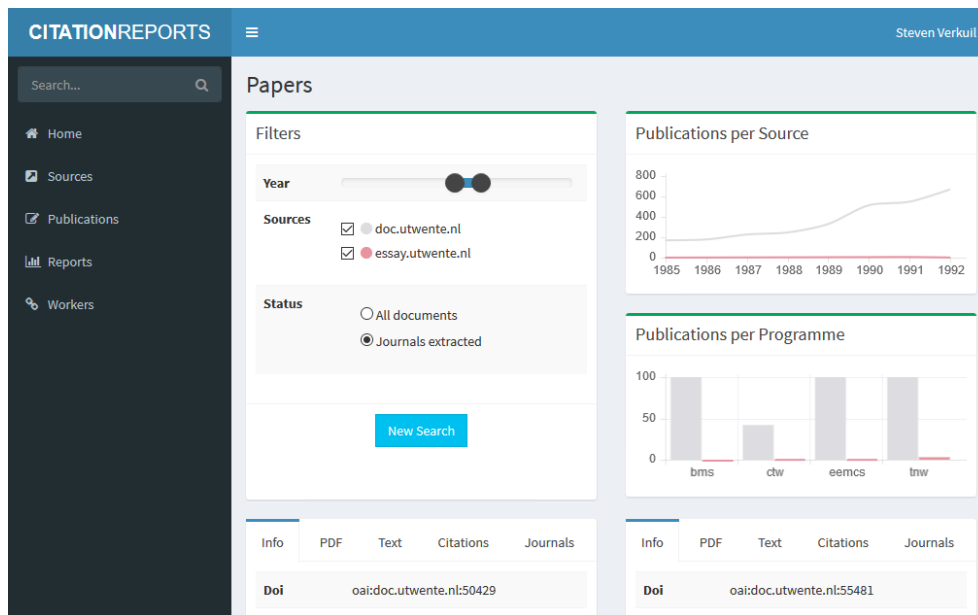 CITATIONREPORTS
Steven Verkuil
Search...
Home
Sources
Publications
Reports
Workers
Papers
Filters
Year
Sources
doc.utwente.nl
essay.utwente.nl
Status
All documents
Journals extracted
New Search
Publications per Source
800
600
400
200
0
1985 1986 1987 1988 1989 1990 1991 1992
Publications per Programme
100
50
0
bms ctw eemcs tnw
Info PDF Text Citations Journals
Doi oai:doc.utwente.nl:50429
Info PDF Text Citations Journals
Doi oai:doc.utwente.nl:55481